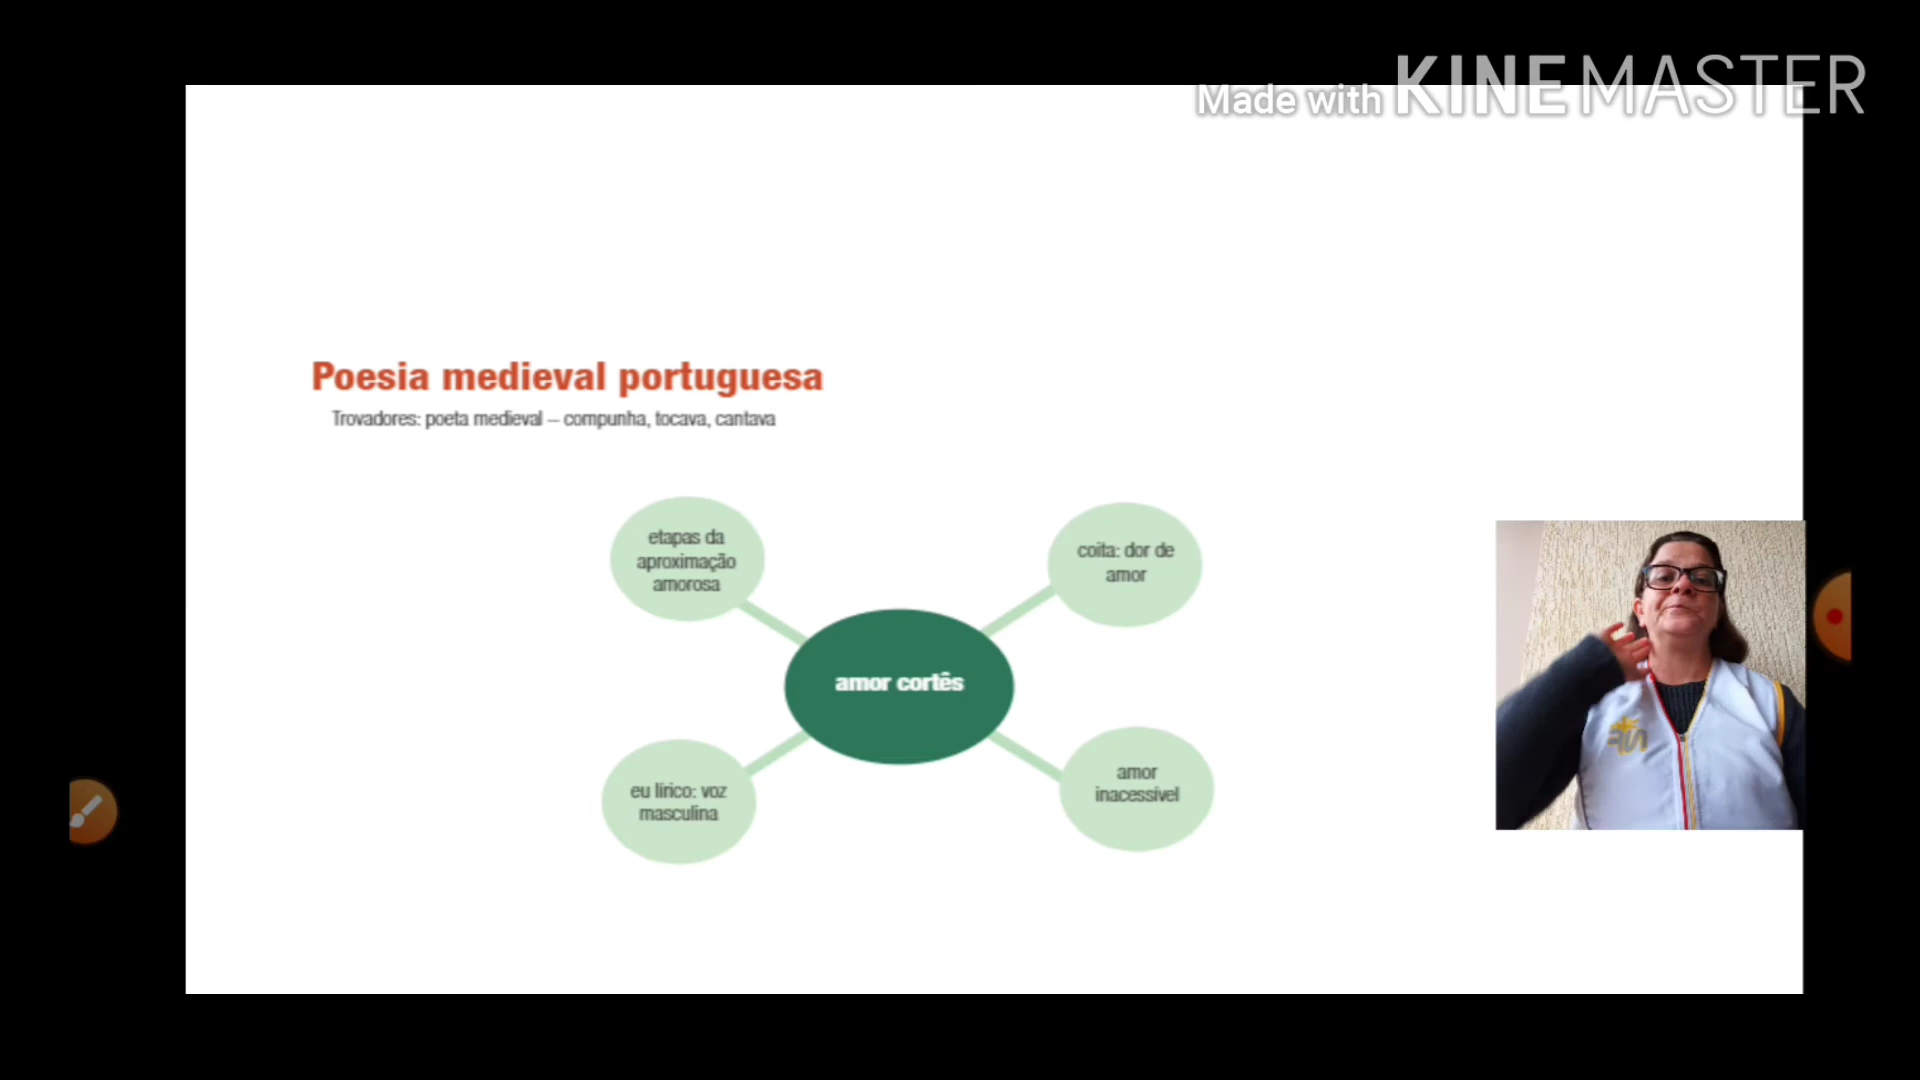 Made with KINEMASTER
Poesia medieval portuguesa
Trovadores: poeta medieval – compunha, tocava, cantava
etapas da
aproximação
amorosa
coita: dor de
amor
amor cortês
eu lírico: voz
masculina
amor
inacessível